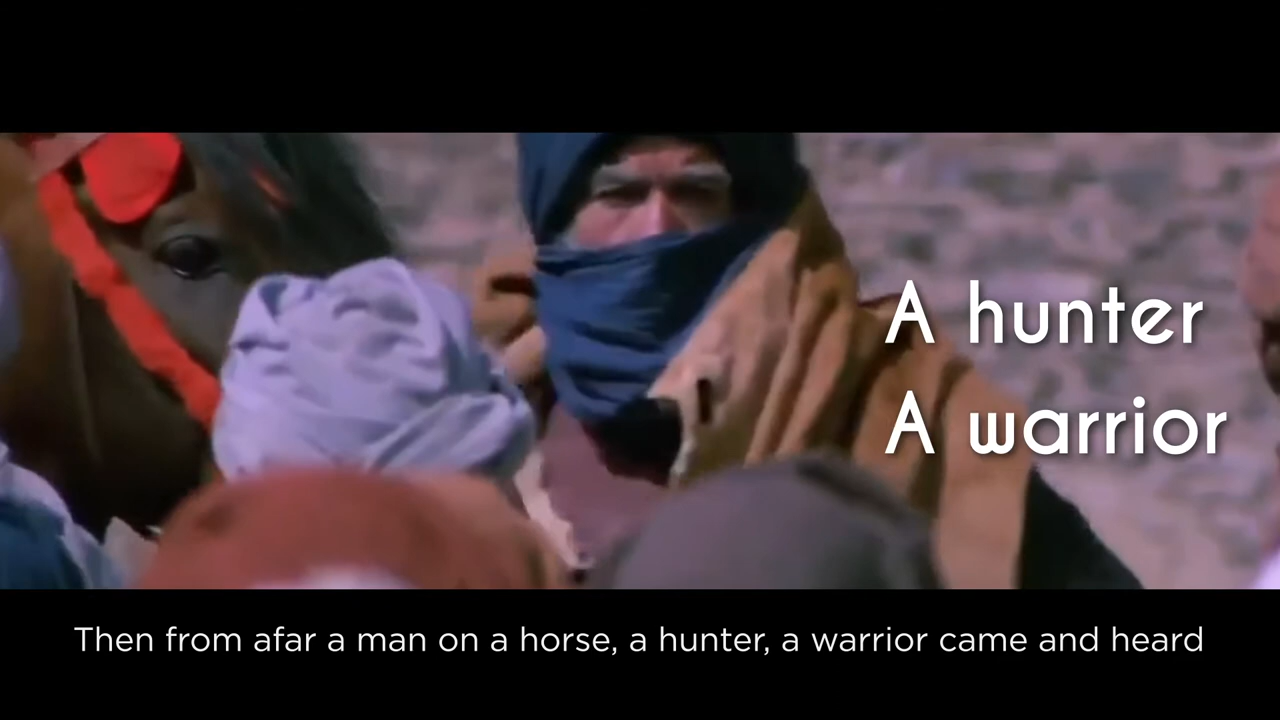 A hunter
A warrior
Then from afar a man on a horse, a hunter, a warrior came and heard